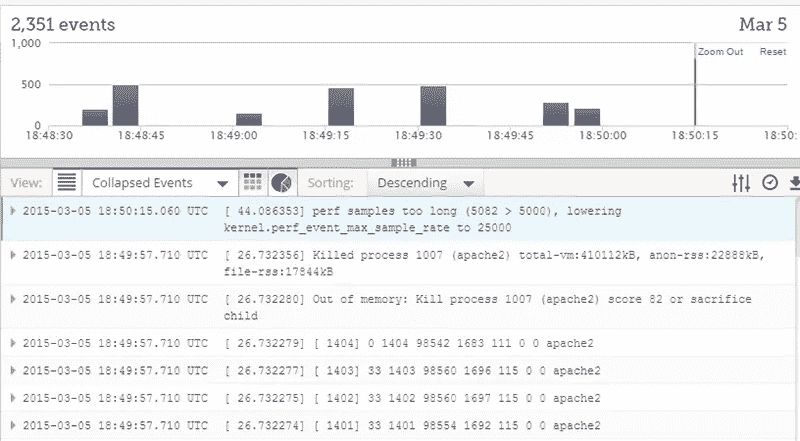 2,351 events
Mar 5
1,000
Zoom Out
Reset
500
0
18:48:30
18:48:45
18:49:00
18:49:15
18:49:30
18:49:45
18:50:00
18:50:15
18:50:
View:
Collapsed Events
Sorting:
Descending
2015-03-05 18:50:15.060 UTC [ 44.086353] perf samples too long (5082 > 5000), lowering
kernel.perf_event_max_sample_rate to 25000
2015-03-05 18:49:57.710 UTC [ 26.732356] Killed process 1007 (apache2) total-vm:410112kB, anon-rss:22888kB,
file-rss:17844kB
2015-03-05 18:49:57.710 UTC [ 26.732280] Out of memory: Kill process 1007 (apache2) score 82 or sacrifice
child
2015-03-05 18:49:57.710 UTC [ 26.732279] [ 1404] 0 1404 98542 1683 111 0 0 apache2
2015-03-05 18:49:57.710 UTC [ 26.732277] [ 1403] 33 1403 98560 1696 115 0 0 apache2
2015-03-05 18:49:57.710 UTC [ 26.732275] [ 1402] 33 1402 98560 1697 115 0 0 apache2
2015-03-05 18:49:57.710 UTC [ 26.732274] [ 1401] 33 1401 98554 1692 115 0 0 apache2